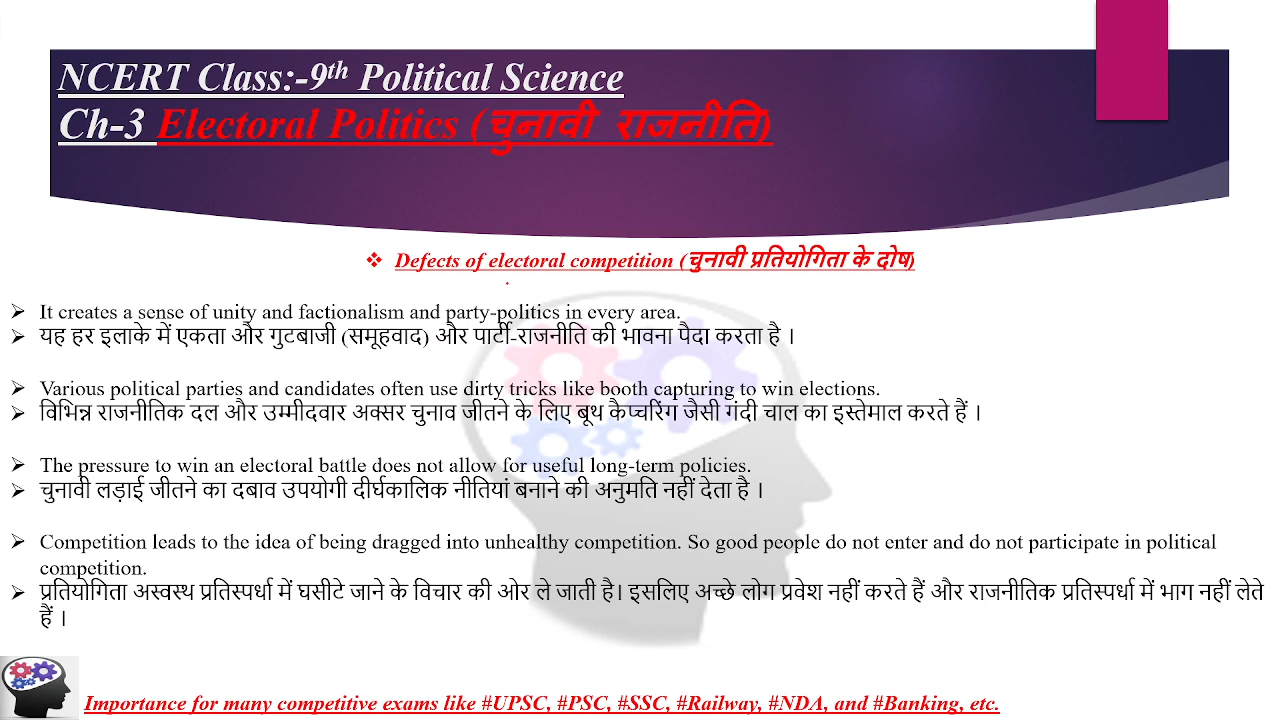 NCERT Class:-9th Political Science
Ch-3 Electoral Politics (चुनावी राजनीति)
❖ Defects of electoral competition (चुनावी प्रतियोगिता के दोष)
➢ It creates a sense of unity and factionalism and party-politics in every area.
➢ यह हर इलाके में एकता और गुटबाजी (समूहवाद) और पार्टी-राजनीति की भावना पैदा करता है ।
➢ Various political parties and candidates often use dirty tricks like booth capturing to win elections.
➢ विभिन्न राजनीतिक दल और उम्मीदवार अक्सर चुनाव जीतने के लिए बूथ कैप्चरिंग जैसी गंदी चाल का इस्तेमाल करते हैं ।
➢ The pressure to win an electoral battle does not allow for useful long-term policies.
➢ चुनावी लड़ाई जीतने का दबाव उपयोगी दीर्घकालिक नीतियां बनाने की अनुमति नहीं देता है ।
➢ Competition leads to the idea of being dragged into unhealthy competition. So good people do not enter and do not participate in political
competition.
➢ प्रतियोगिता अस्वस्थ प्रतिस्पर्धा में घसीटे जाने के विचार की ओर ले जाती है। इसलिए अच्छे लोग प्रवेश नहीं करते हैं और राजनीतिक प्रतिस्पर्धा में भाग नहीं लेते
हैं ।
Importance for many competitive exams like #UPSC, #PSC, #SSC, #Railway, #NDA, and #Banking, etc.